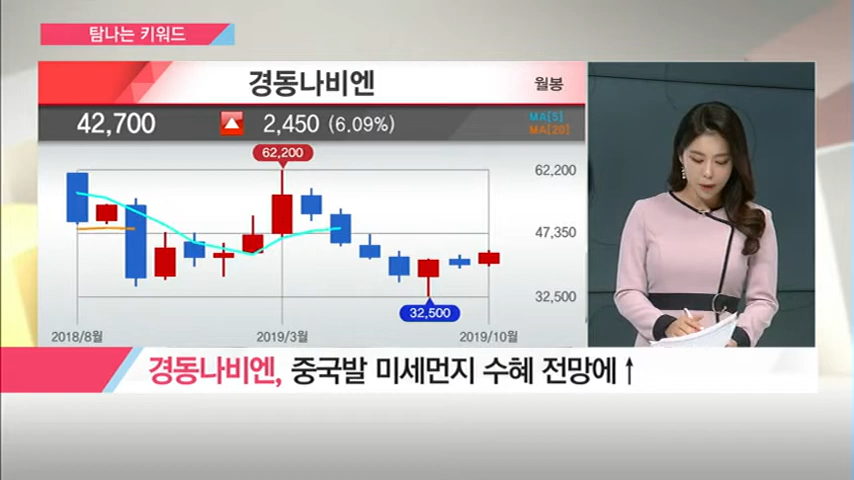 탐나는 키워드
경동나비엔
월봉
42,700
2,450 (6.09%)
MA[5]
MA[20]
62,200
62,200
47,350
32,500
32,500
2018/8월
2019/3월
2019/10월
경동나비엔, 중국발 미세먼지 수혜 전망에↑